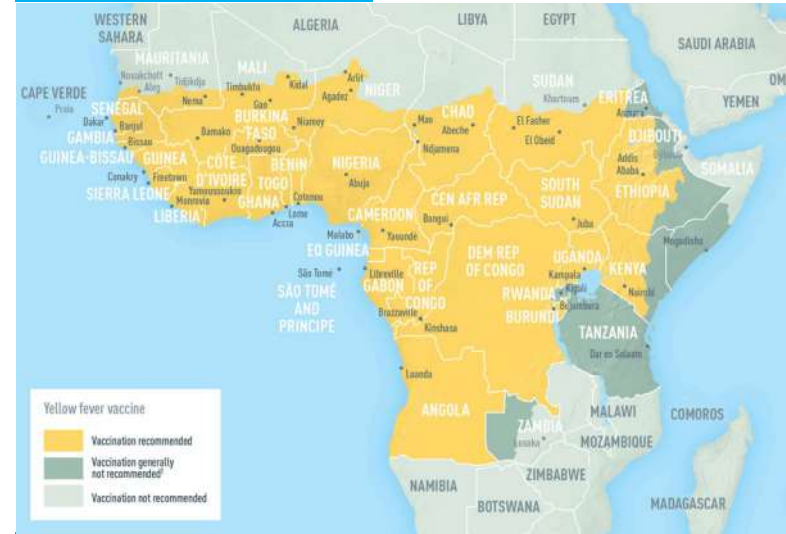 WESTERN
SAHARA
ALGERIA
LIBYA
EGYPT
SAUDI ARABIA
OM
YEMEN
MAURITANIA
Nouakchott
Tidjikdja
Aleg
MALI
Timbuktu
Kidal
Nema
Gao
Arlit
Agadez
NIGER
SUDAN
Khartoum
CAPE VERDE
Praia
SENEGAL
Dakar
Banjul
GAMBIA
Bissau
GUINEA-BISSAU
GUINEA
Bamako
BURKINA
FASO
Ouagadougou
Niamey
CHAD
Mao
Abeche
Ndjamena
El Fasher
El Obeid
ERITREA
Asmara
DJIBOUTI
Djibouti
SOMALIA
Addis
Ababa
ETHIOPIA
Conakry
Freetown
SIERRA LEONE
CÔTE
D'IVOIRE
Yamoussoukro
Monrovia
LIBERIA
GHANA
TOGO
BENIN
Cotonou
Lome
Accra
NIGERIA
Abuja
CAMEROON
Malabo
Yaounde
CEN AFR REP
Bangui
SOUTH
SUDAN
Juba
Mogadishu
EQ GUINEA
São Tomé
SÃO TOMÉ
AND
PRINCIPE
Libreville
GABON
REP
OF
CONGO
Brazzaville
Kinshasa
DEM REP
OF CONGO
UGANDA
Kampala
KENYA
Nairobi
RWANDA
Kigali
Bujumbura
BURUNDI
TANZANIA
Dar es Salaam
Luanda
ANGOLA
ZAMBIA
Lusaka
MALAWI
COMOROS
MOZAMBIQUE
ZIMBABWE
NAMIBIA
BOTSWANA
MADAGASCAR
Yellow fever vaccine
Vaccination recommended
Vaccination generally
not recommended
Vaccination not recommended